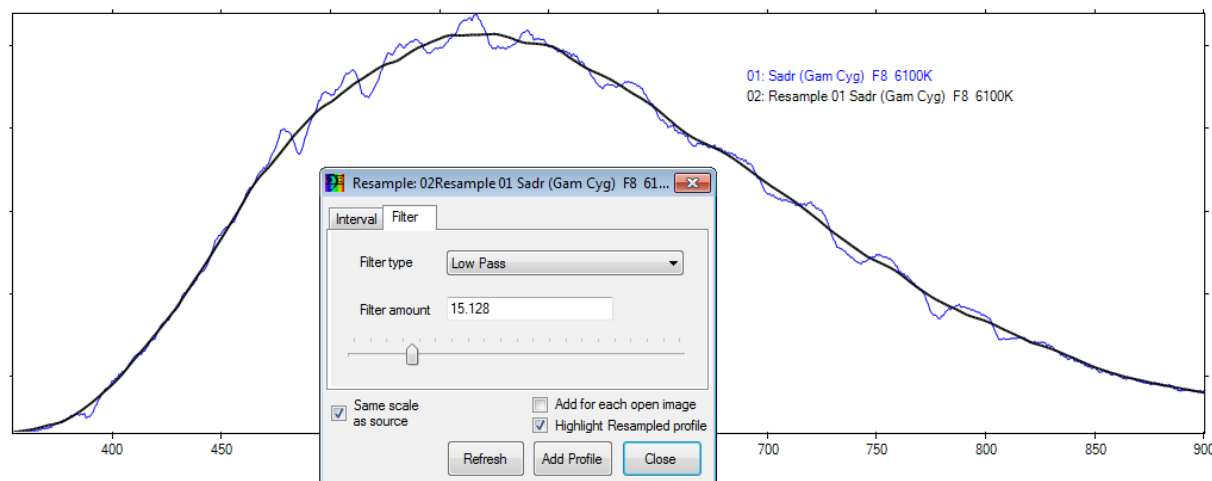 01: Sadr (Gam Cyg)  F8  6100K
02: Resample 01 Sadr (Gam Cyg)  F8  6100K
Resample: 02Resample 01 Sadr (Gam Cyg)  F8  61...
Interval Filter
Filter type Low Pass
Filter amount 15.128
Same scale as source
Add for each open image
Highlight Resampled profile
Refresh Add Profile Close
400 450 700 750 800 850 900